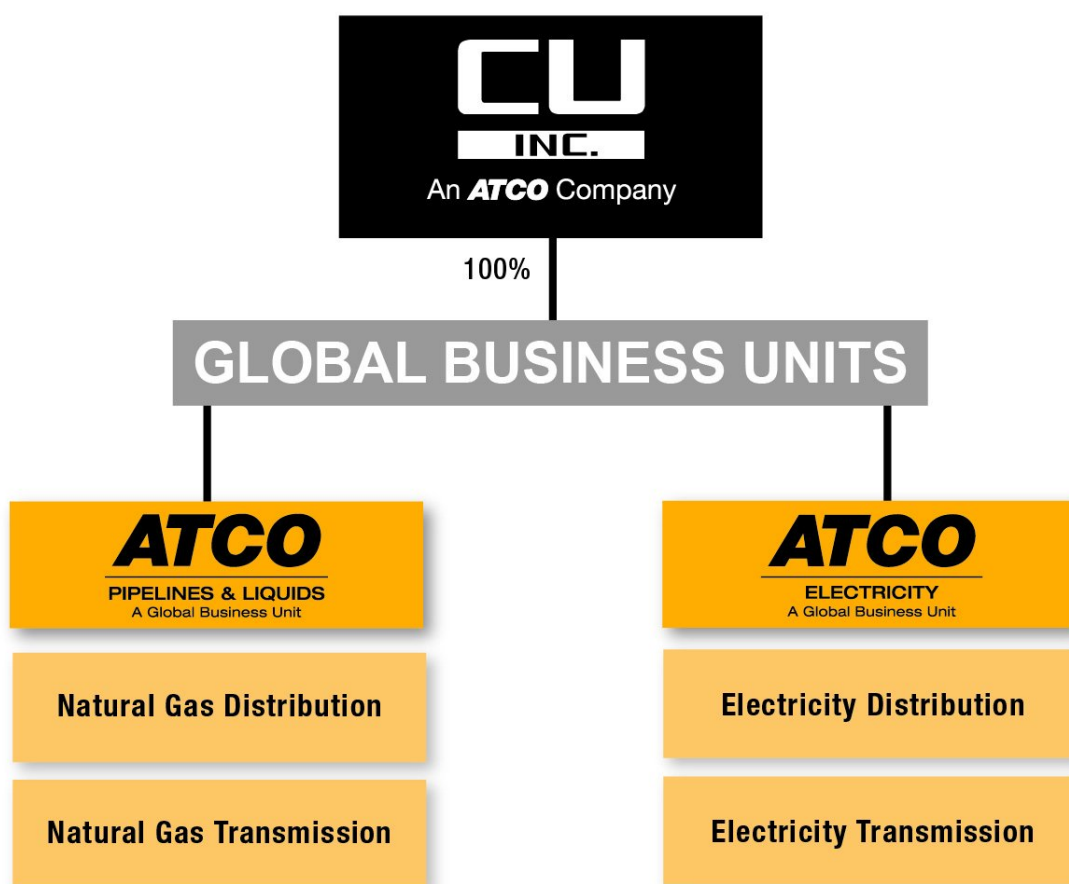 CU
INC.
An ATCO Company
100%
GLOBAL BUSINESS UNITS
ATCO
PIPELINES & LIQUIDS
A Global Business Unit
Natural Gas Distribution
Natural Gas Transmission
ATCO
ELECTRICITY
A Global Business Unit
Electricity Distribution
Electricity Transmission